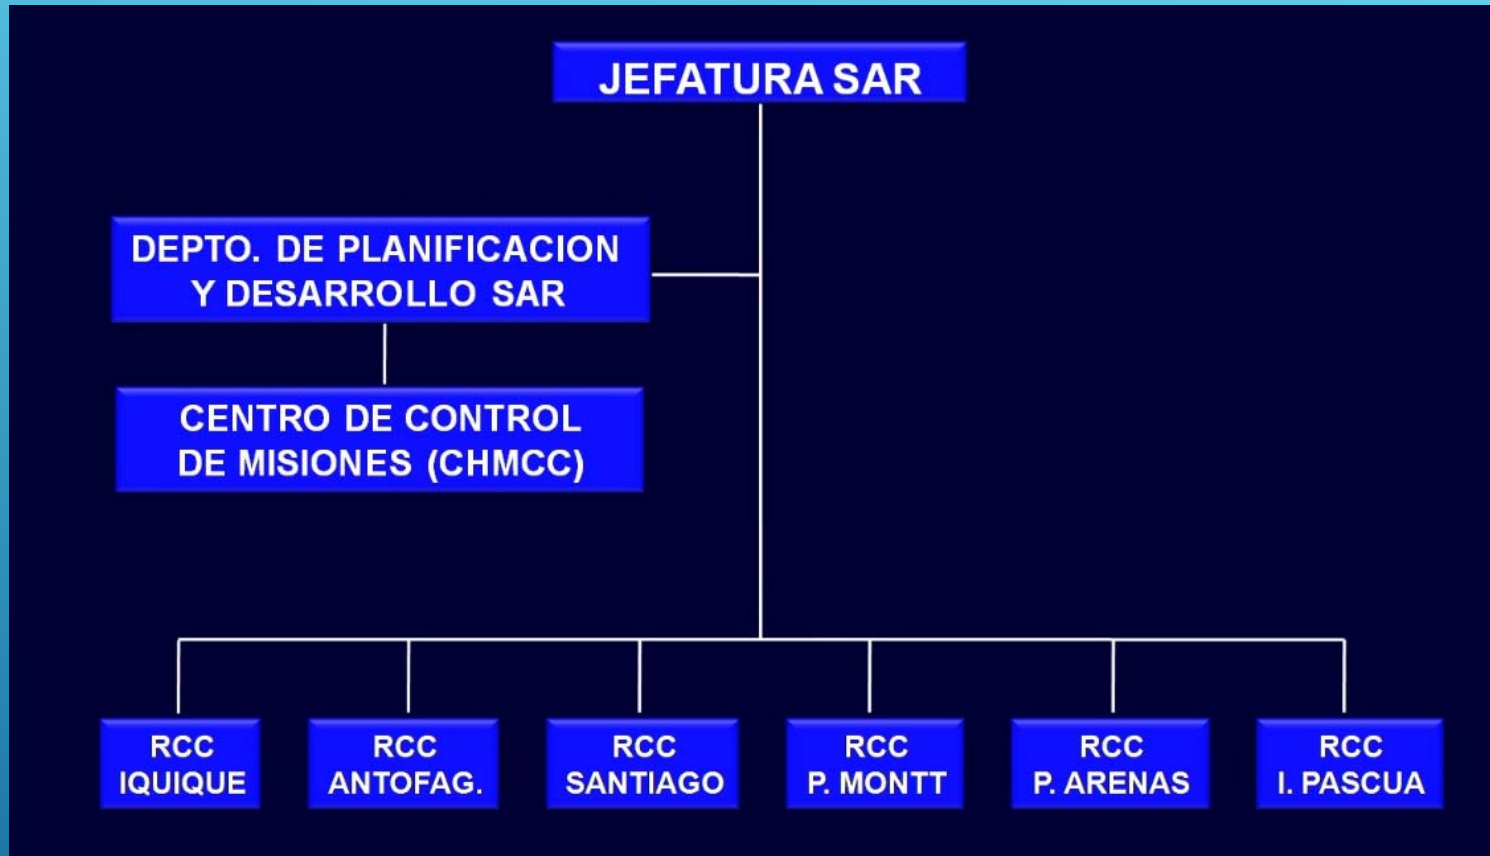 JEFATURA SAR
DEPTO. DE PLANIFICACION
Y DESARROLLO SAR
CENTRO DE CONTROL
DE MISIONES (CHMCC)
RCC
IQUIQUE
RCC
ANTOFAG.
RCC
SANTIAGO
RCC
P. MONTT
RCC
P. ARENAS
RCC
I. PASCUA